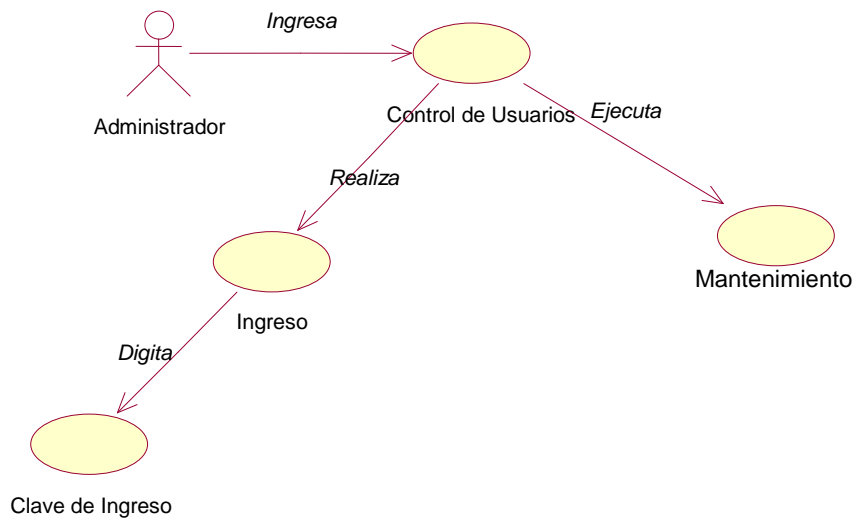 Ingresa
Administrador
Control de Usuarios
Ejecuta
Realiza
Mantenimiento
Ingreso
Digita
Clave de Ingreso